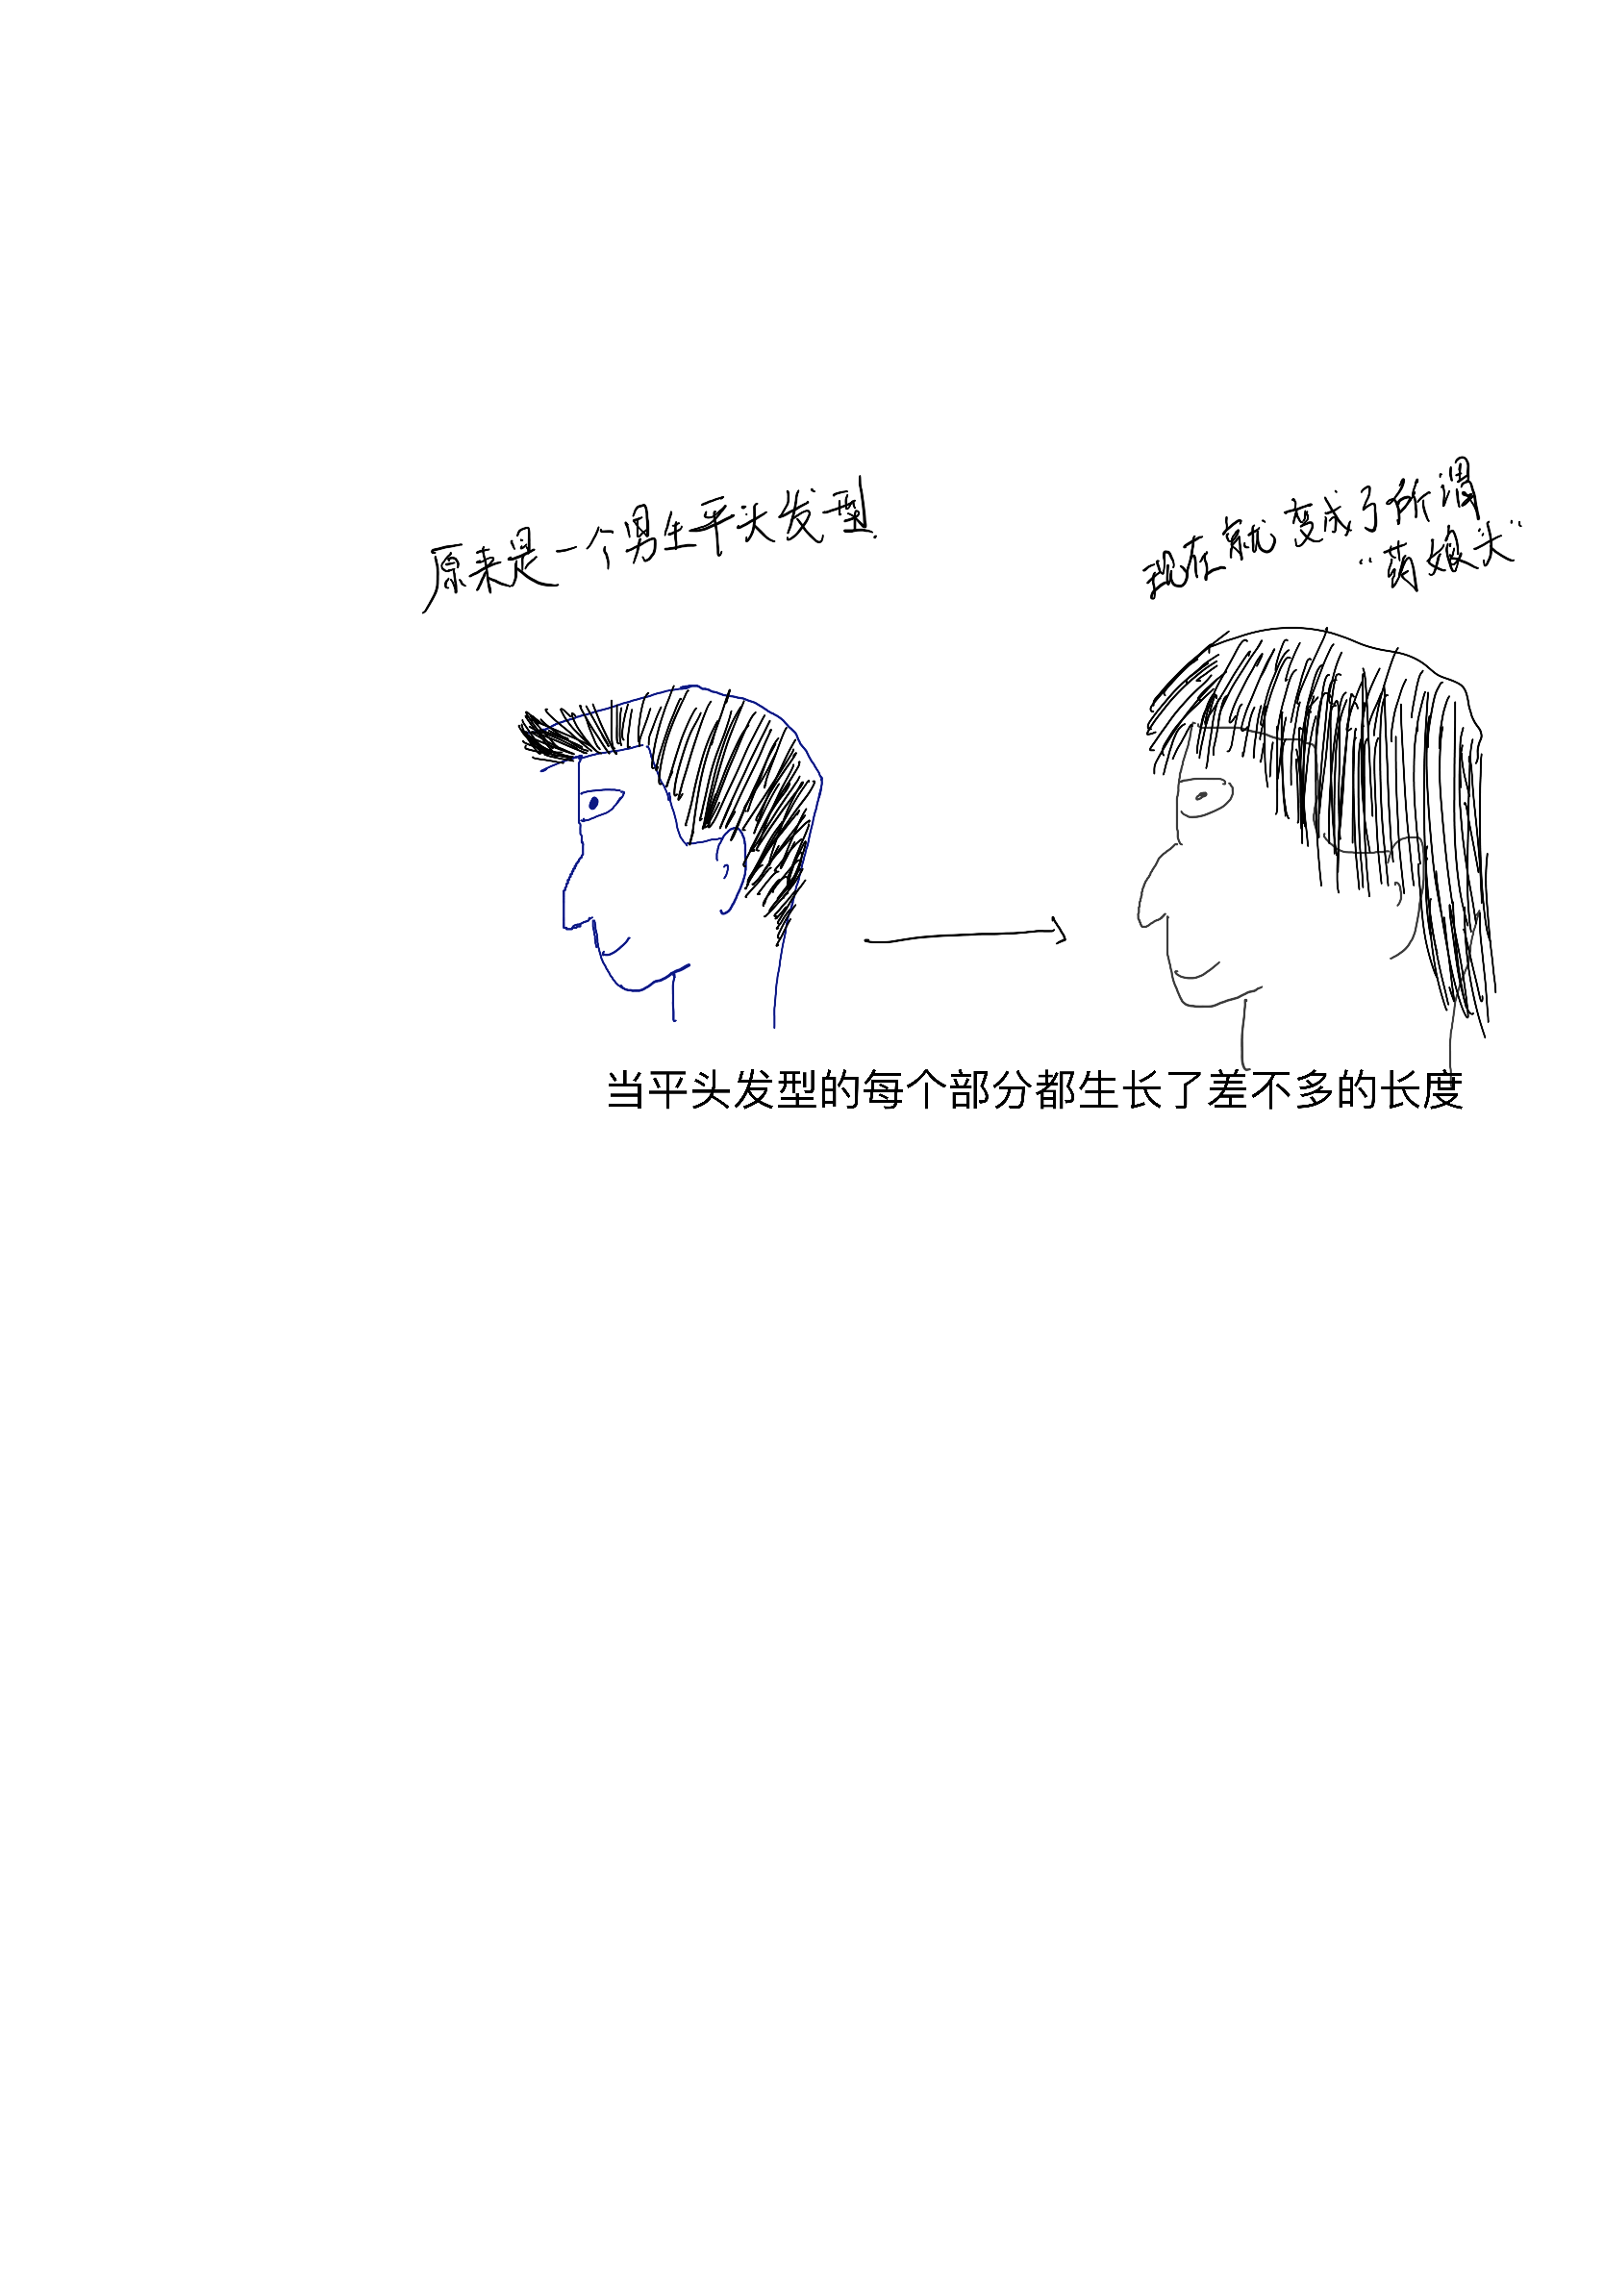 原来是一个男生平头发型
现在就变成了所谓
“药娘头”
当平头发型的每个部分都生长了差不多的长度